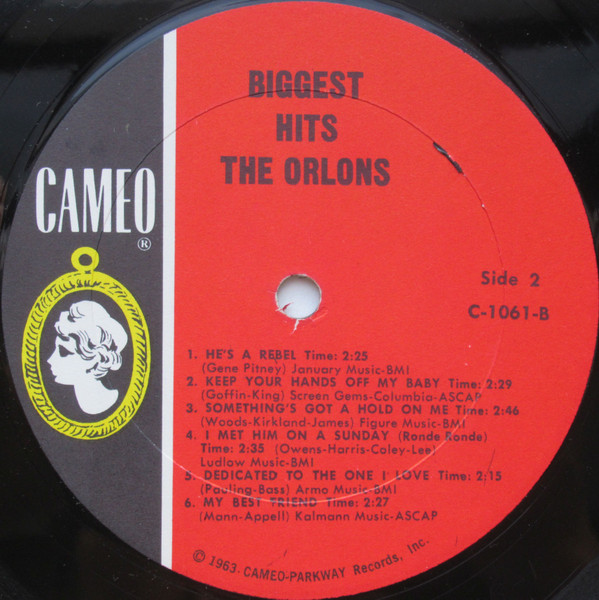 BIGGEST
HITS
THE ORLONS
CAMEO
®
Side 2
C-1061-B
1. HE'S A REBEL Time: 2:25
(Gene Pitney) January Music-BMI
2. KEEP YOUR HANDS OFF MY BABY Time: 2:29
(Goffin-King) Screen Gems-Columbia-ASCAP
3. SOMETHING'S GOT A HOLD ON ME Time: 2:46
(Woods-Kirkland-James) Figure Music-BMI
4. I MET HIM ON A SUNDAY (Ronde Ronde)
Time: 2:35 (Owens-Harris-Coley-Lee)
Ludlow Music-BMI
5. DEDICATED TO THE ONE I LOVE Time: 2:15
(Pauling-Bass) Armo Music-BMI
6. MY BEST FRIEND Time: 2:27
(Mann-Appell) Kalmann Music-ASCAP
© 1963. CAMEO-PARKWAY Records, Inc.